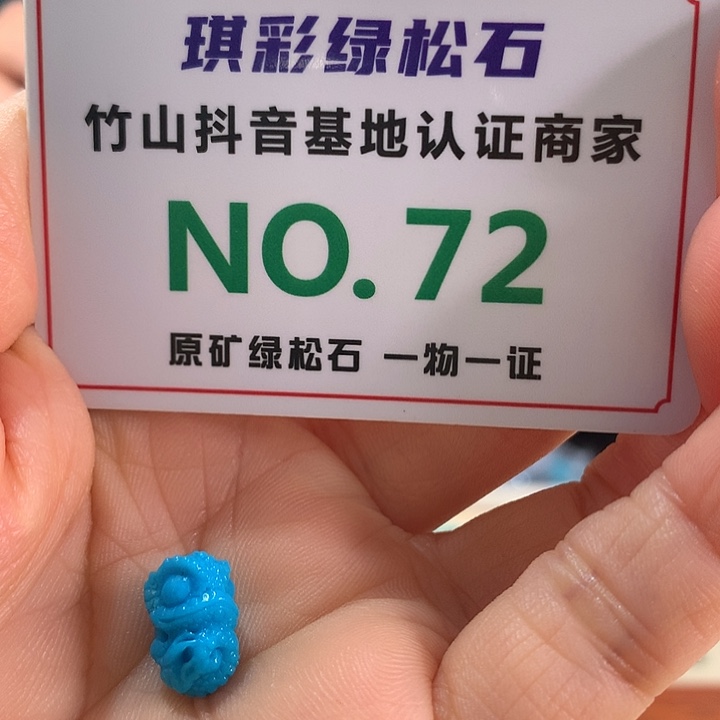 琪彩绿松石
竹山抖音基地认证商家
NO.72
原矿绿松石 一物一证